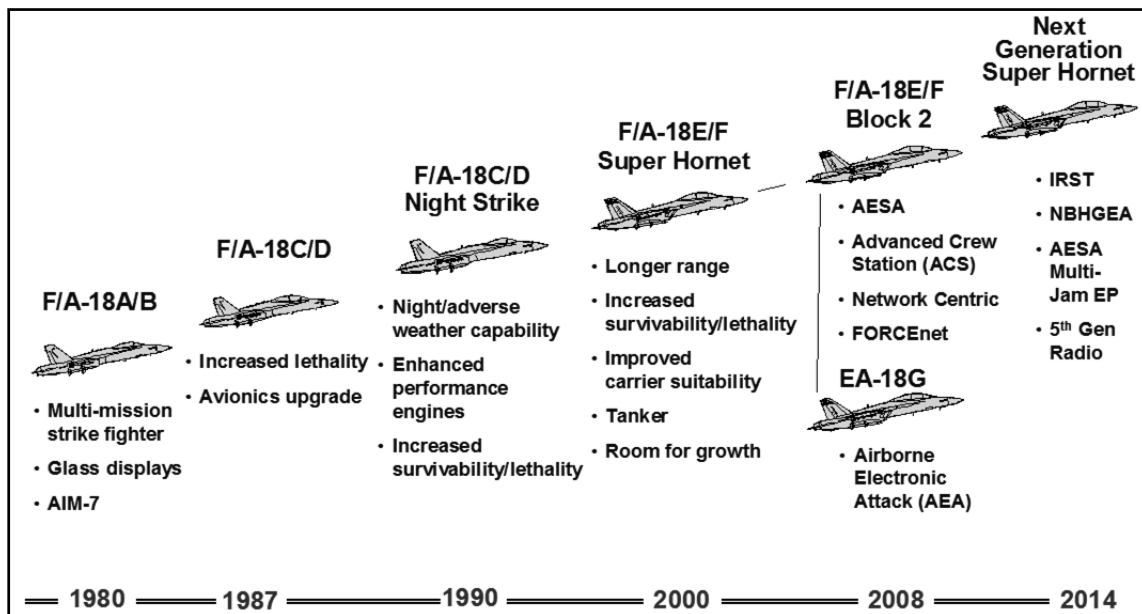 F/A-18A/B
• Multi-mission
strike fighter
• Glass displays
• AIM-7
F/A-18C/D
• Increased lethality
• Avionics upgrade
F/A-18C/D
Night Strike
• Night/adverse
weather capability
• Enhanced
performance
engines
• Increased
survivability/lethality
F/A-18E/F
Super Hornet
• Longer range
• Increased
survivability/lethality
• Improved
carrier suitability
• Tanker
• Room for growth
F/A-18E/F
Block 2
• AESA
• Advanced Crew
Station (ACS)
• Network Centric
• FORCEnet
EA-18G
• Airborne
Electronic
Attack (AEA)
Next
Generation
Super Hornet
• IRST
• NBHGEA
• AESA
Multi-
Jam EP
• 5th Gen
Radio
1980 1987 1990 2000 2008 2014